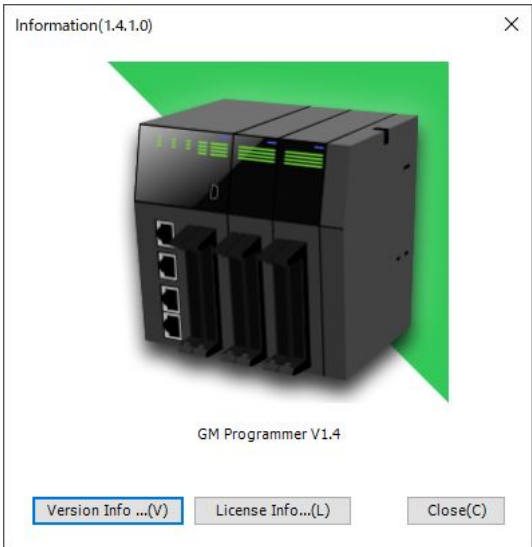 Information(1.4.1.0)
GM Programmer V1.4
Version Info ...(V)
License Info...(L)
Close(C)